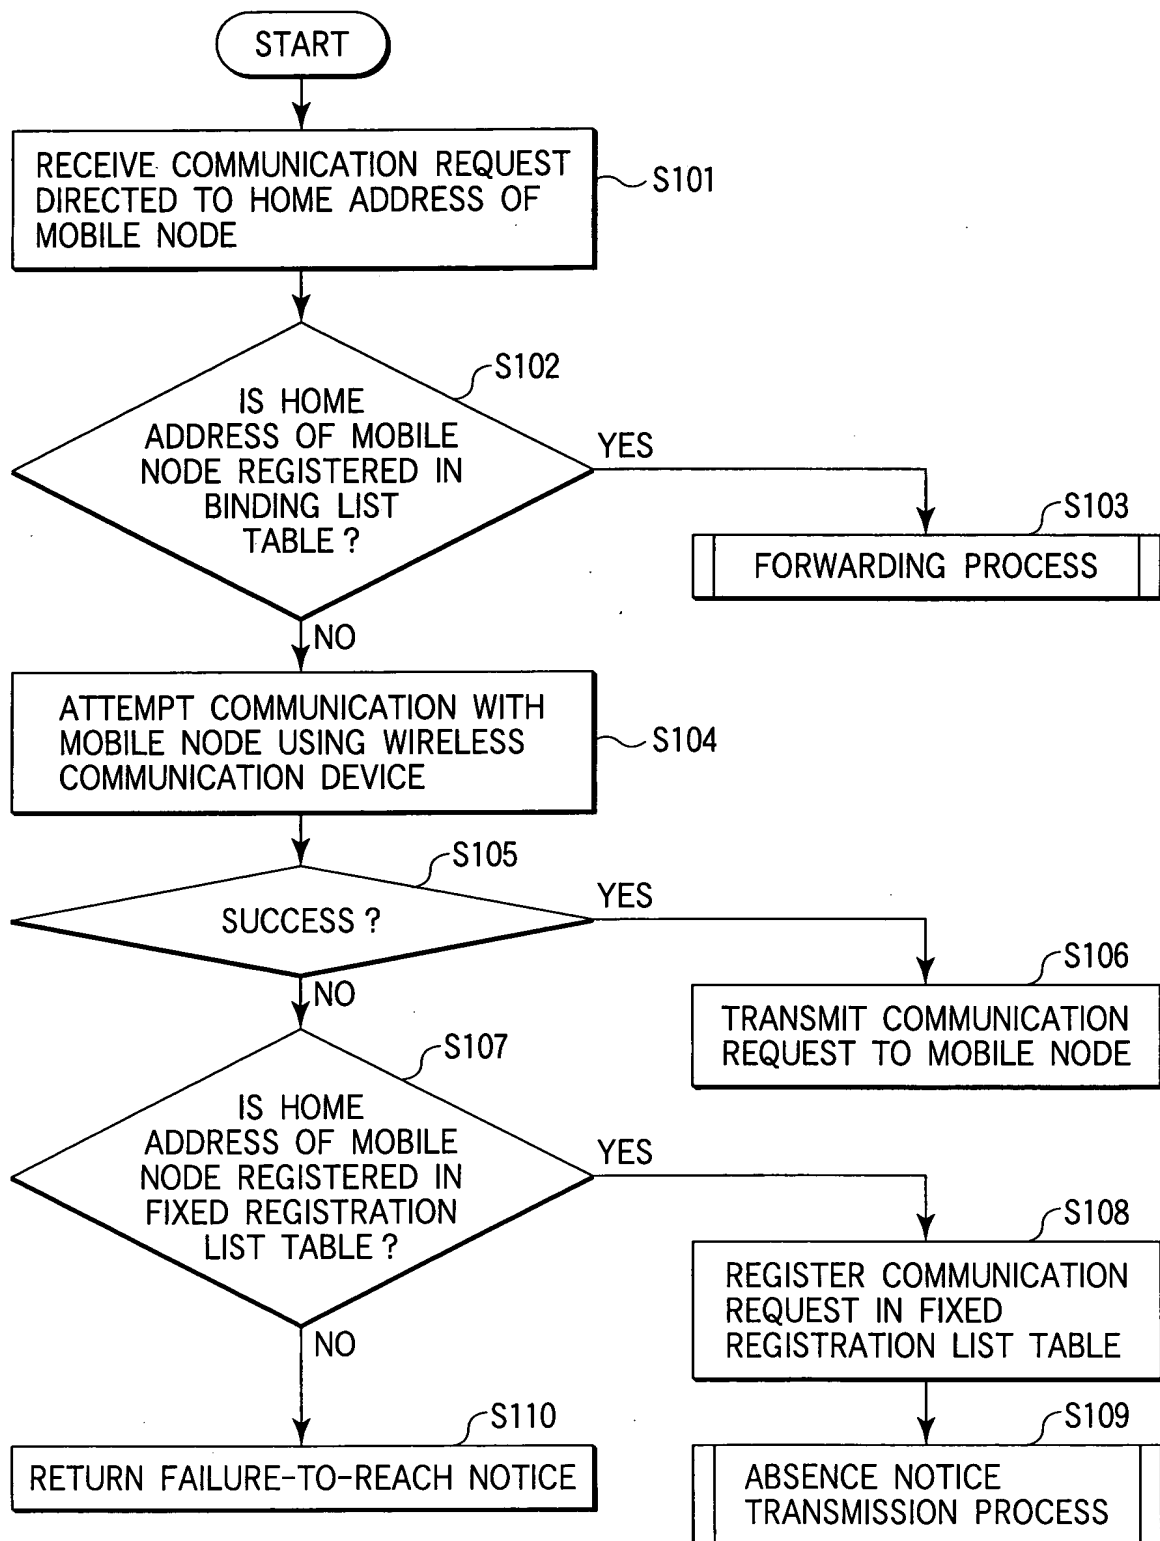 START
RECEIVE COMMUNICATION REQUEST
DIRECTED TO HOME ADDRESS OF
MOBILE NODE
S101
S102
IS HOME
ADDRESS OF MOBILE
NODE REGISTERED IN
BINDING LIST
TABLE ?
YES
S103
FORWARDING PROCESS
NO
ATTEMPT COMMUNICATION WITH
MOBILE NODE USING WIRELESS
COMMUNICATION DEVICE
S104
S105
SUCCESS ?
YES
S106
TRANSMIT COMMUNICATION
REQUEST TO MOBILE NODE
NO
S107
IS HOME
ADDRESS OF MOBILE
NODE REGISTERED IN
FIXED REGISTRATION
LIST TABLE ?
YES
S108
REGISTER COMMUNICATION
REQUEST IN FIXED
REGISTRATION LIST TABLE
NO
S110
RETURN FAILURE-TO-REACH NOTICE
S109
ABSENCE NOTICE
TRANSMISSION PROCESS